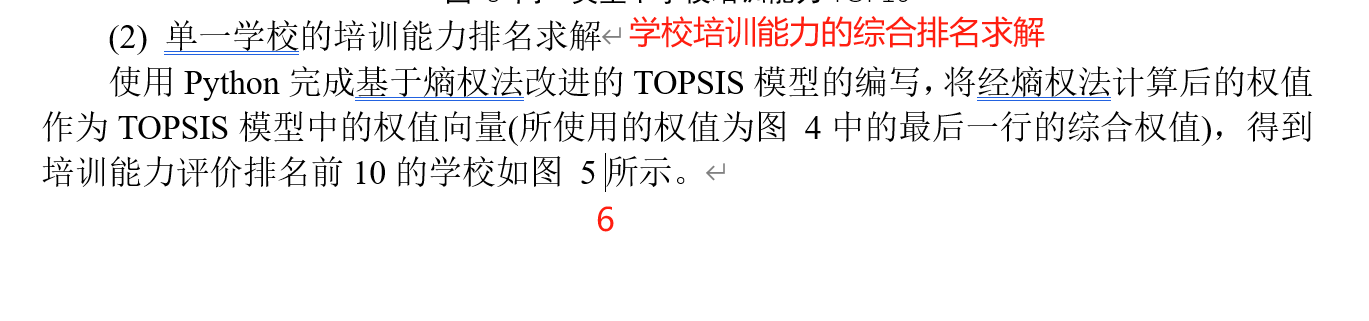 (2) 单一学校的培训能力排名求解↵ 学校培训能力的综合排名求解
使用 Python 完成基于熵权法改进的 TOPSIS 模型的编写，将经熵权法计算后的权值
作为 TOPSIS 模型中的权值向量(所使用的权值为图 4 中的最后一行的综合权值)，得到
培训能力评价排名前 10 的学校如图 5 所示。↵
6